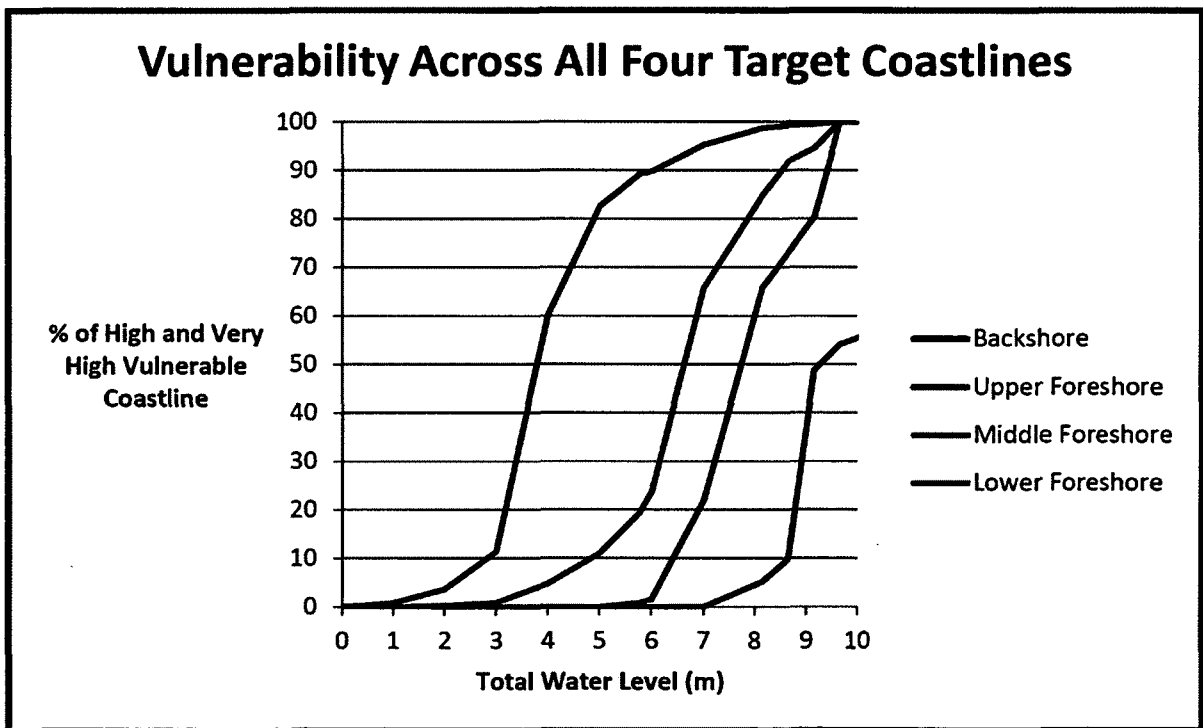 Vulnerability Across All Four Target Coastlines
100
90
80
70
60
50
40
30
20
10
0
% of High and Very
High Vulnerable
Coastline
0 1 2 3 4 5 6 7 8 9 10
Total Water Level (m)
Backshore
Upper Foreshore
Middle Foreshore
Lower Foreshore